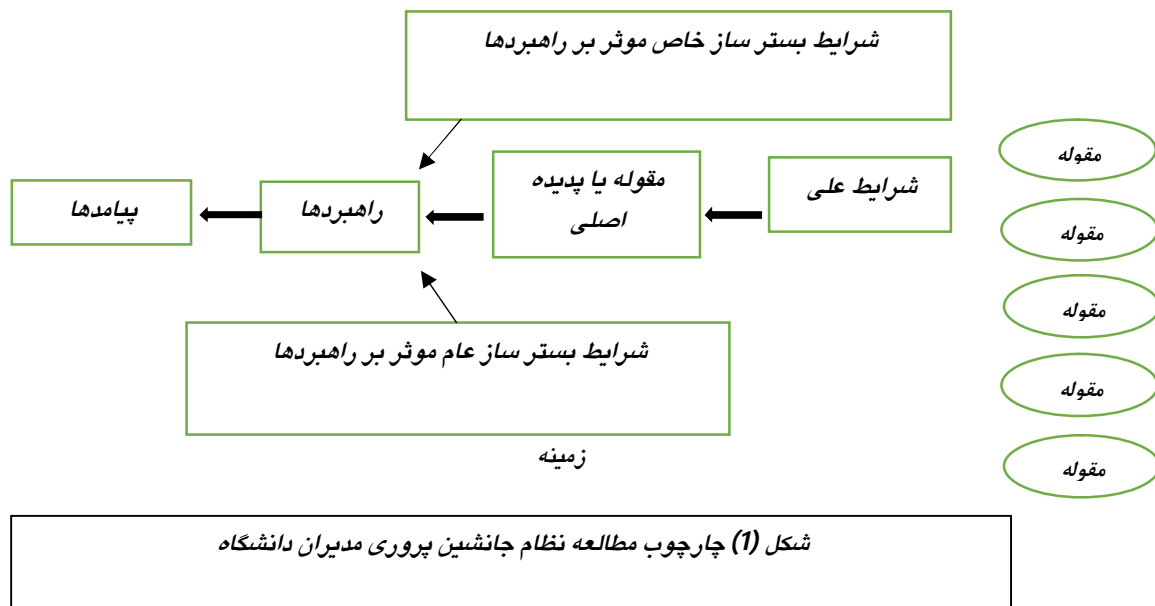 شرایط بستر ساز خاص موثر بر راهبردها
مقوله
شرایط علی
مقوله یا پدیده
اصلی
راهبردها
پیامدها
مقوله
مقوله
شرایط بستر ساز عام موثر بر راهبردها
مقوله
زمینه
مقوله
شکل (1) چارچوب مطالعه نظام جانشین پروری مدیران دانشگاه